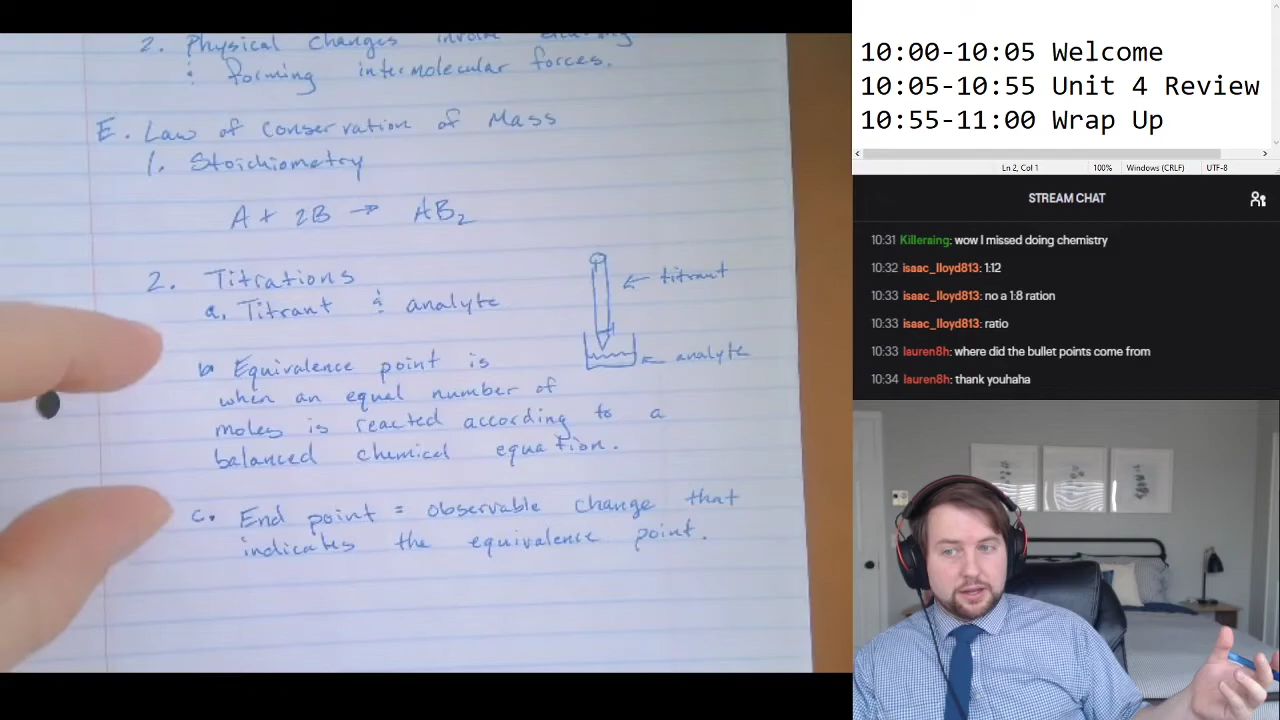 2. Physical changes involve
& forming intermolecular forces.
E. Law of Conservation of Mass
1. Stoichiometry
A + 2B → AB₂
2. Titrations
a. Titrant & analyte
← titrant
← analyte
b Equivalence point is
when an equal number of
moles is reacted according to a
balanced chemical equation.
c. End point = observable change that
indicates the equivalence point.
10:00-10:05 Welcome
10:05-10:55 Unit 4 Review
10:55-11:00 Wrap Up
Ln 2, Col 1 100% Windows (CRLF) UTF-8
STREAM CHAT
10:31 Killeraing: wow I missed doing chemistry
10:32 isaac_lloyd813: 1:12
10:33 isaac_lloyd813: no a 1:8 ration
10:33 isaac_lloyd813: ratio
10:33 lauren8h: where did the bullet points come from
10:34 lauren8h: thank youhaha